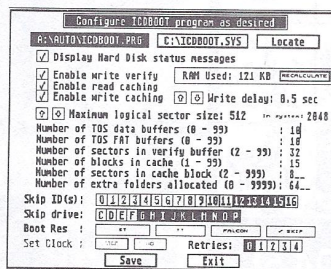 Configure ICDBOOT program as desired
A:\AUTO\ICDBOOT.PRG C:\ICDBOOT.SYS Locate
Display Hard Disk status messages
Enable write verify RAM Used: 121 KB RECALCULATE
Enable read caching
Enable write caching Write delay: 0.5 sec
Maximum logical sector size: 512 In system: 2048
Number of TOS data buffers (0 - 99) : 10
Number of TOS FAT buffers (0 - 99) : 10
Number of sectors in verify buffer (2 - 99) : 32
Number of blocks in cache (1 - 99) : 15
Number of sectors in cache block (2 - 999) : 8__
Number of extra folders allocated (0 - 9999) : 64__
Skip ID(s): 0 1 2 3 4 5 6 7 8 9 10 11 12 13 14 15 16
Skip drive: C D E F G H I J K L M N O P
Boot Res : ST FALCON ✓ SKIP
Set Clock : Retries: 0 1 2 3 4
Save Exit